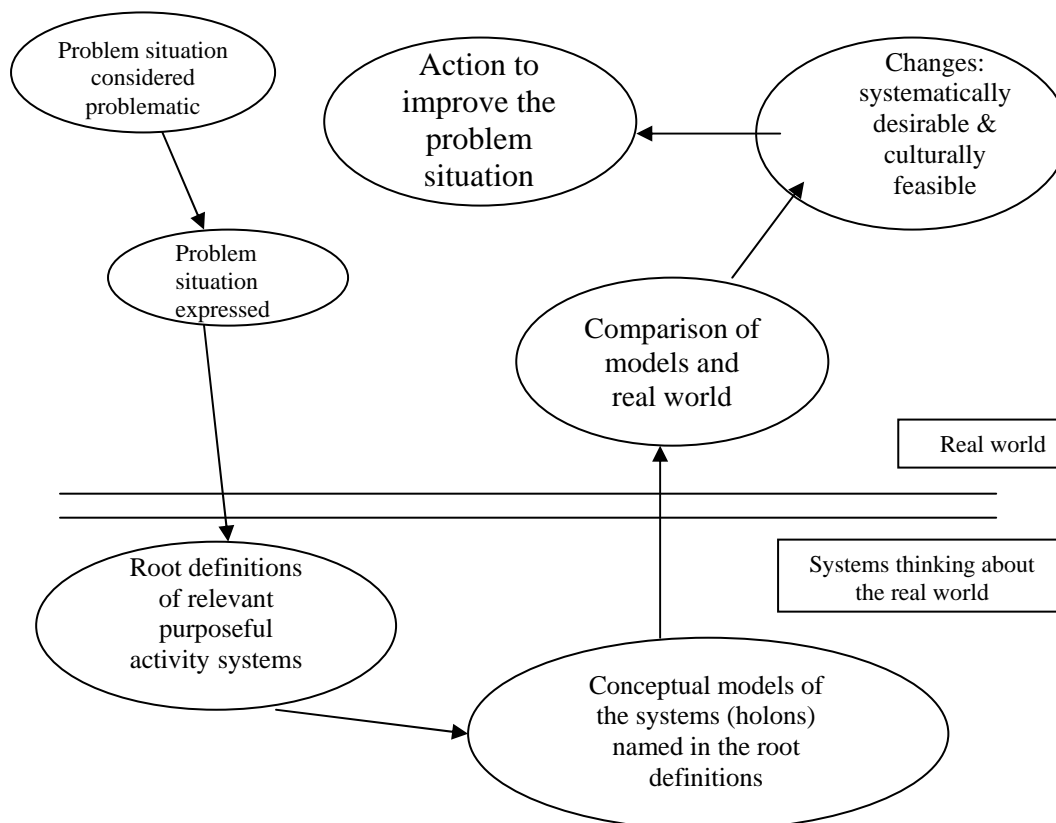 Problem situation
considered
problematic
Action to
improve the
problem
situation
Changes:
systematically
desirable &
culturally
feasible
Problem
situation
expressed
Comparison of
models and
real world
Real world
Root definitions
of relevant
purposeful
activity systems
Systems thinking about
the real world
Conceptual models of
the systems (holons)
named in the root
definitions